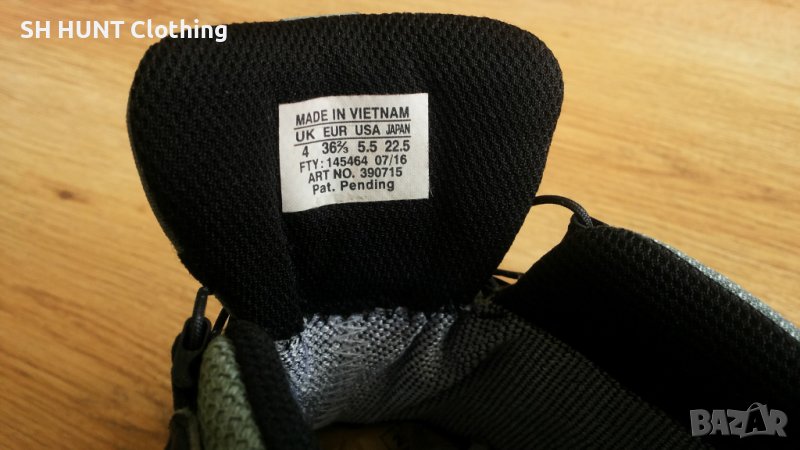 SH HUNT Clothing
MADE IN VIETNAM
UK EUR USA JAPAN
4 36⅔ 5.5 22.5
FTY: 145464 07/16
ART NO. 390715
Pat. Pending
BAZAR